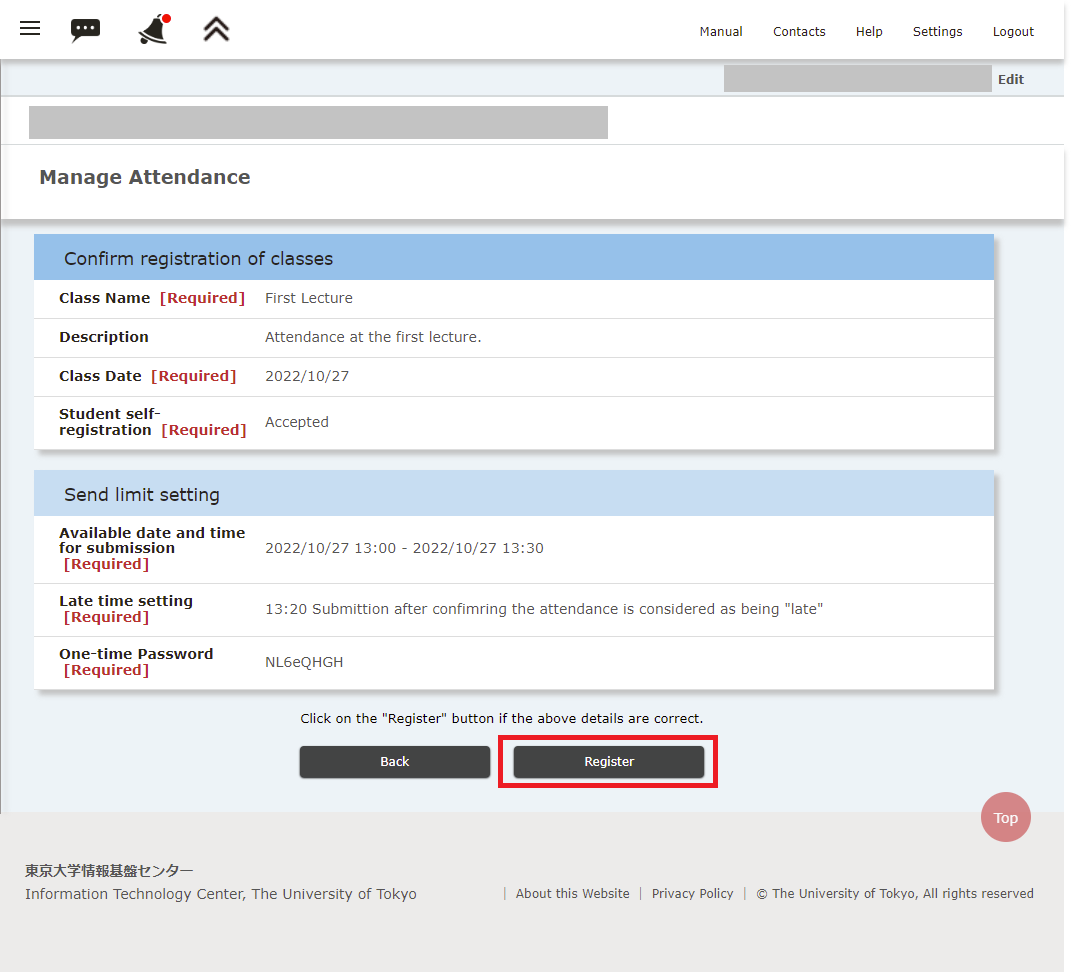 Manual Contacts Help Settings Logout
Edit
Manage Attendance
Confirm registration of classes
Class Name [Required] First Lecture
Description Attendance at the first lecture.
Class Date [Required] 2022/10/27
Student self-
registration [Required] Accepted
Send limit setting
Available date and time
for submission
[Required] 2022/10/27 13:00 - 2022/10/27 13:30
Late time setting
[Required] 13:20 Submittion after confimring the attendance is considered as being "late"
One-time Password
[Required] NL6eQHGH
Click on the "Register" button if the above details are correct.
Back Register
Top
東京大学情報基盤センター
Information Technology Center, The University of Tokyo | About this Website | Privacy Policy | © The University of Tokyo, All rights reserved